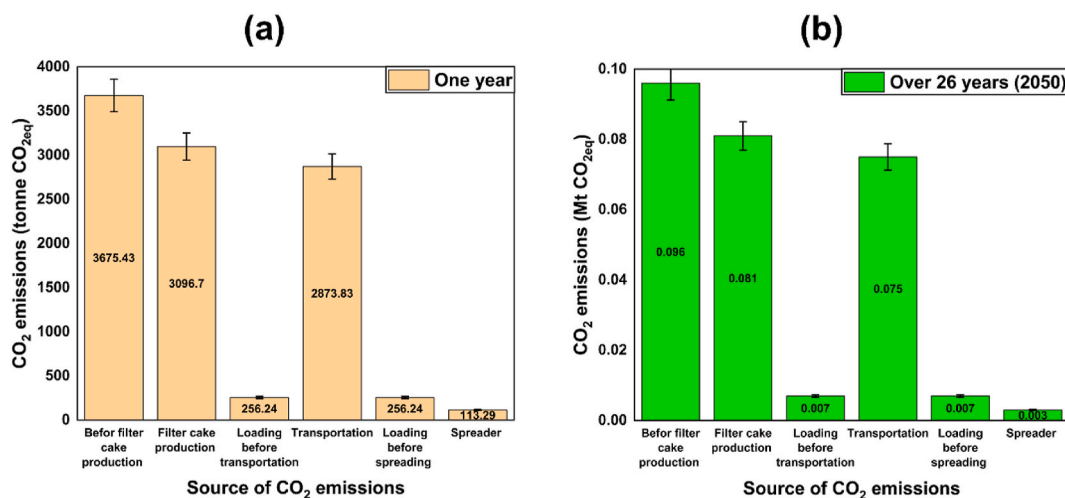 (a)
CO2 emissions (tonne CO2eq)
4000
3500
3000
2500
2000
1500
1000
500
0
One year
3675.43
3096.7
256.24
2873.83
256.24
113.29
Befor filter
cake
production
Filter cake
production
Loading
before
transportation
Transportation
Loading
before
spreading
Spreader
Source of CO2 emissions
(b)
CO2 emissions (Mt CO2eq)
0.10
0.08
0.06
0.04
0.02
0.00
Over 26 years (2050)
0.096
0.081
0.007
0.075
0.007
0.003
Befor filter
cake
production
Filter cake
production
Loading
before
transportation
Transportation
Loading
before
spreading
Spreader
Source of CO2 emissions